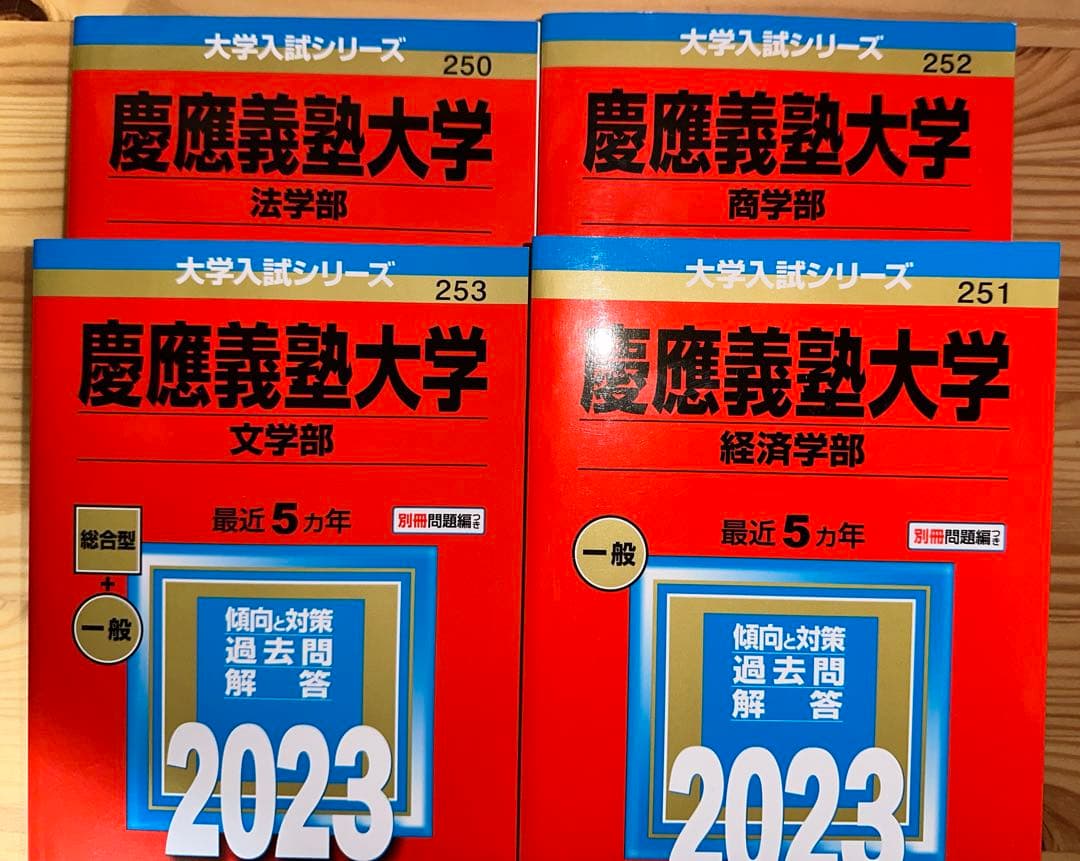 大学入試シリーズ
250
慶應義塾大学
法学部
大学入試シリーズ
252
慶應義塾大学
商学部
大学入試シリーズ
253
慶應義塾大学
文学部
最近5カ年
別冊問題編つき
総合型
+
一般
傾向と対策
過去問
解答
2023
大学入試シリーズ
251
慶應義塾大学
経済学部
一般
最近5カ年
別冊問題編つき
傾向と対策
過去問
解答
2023